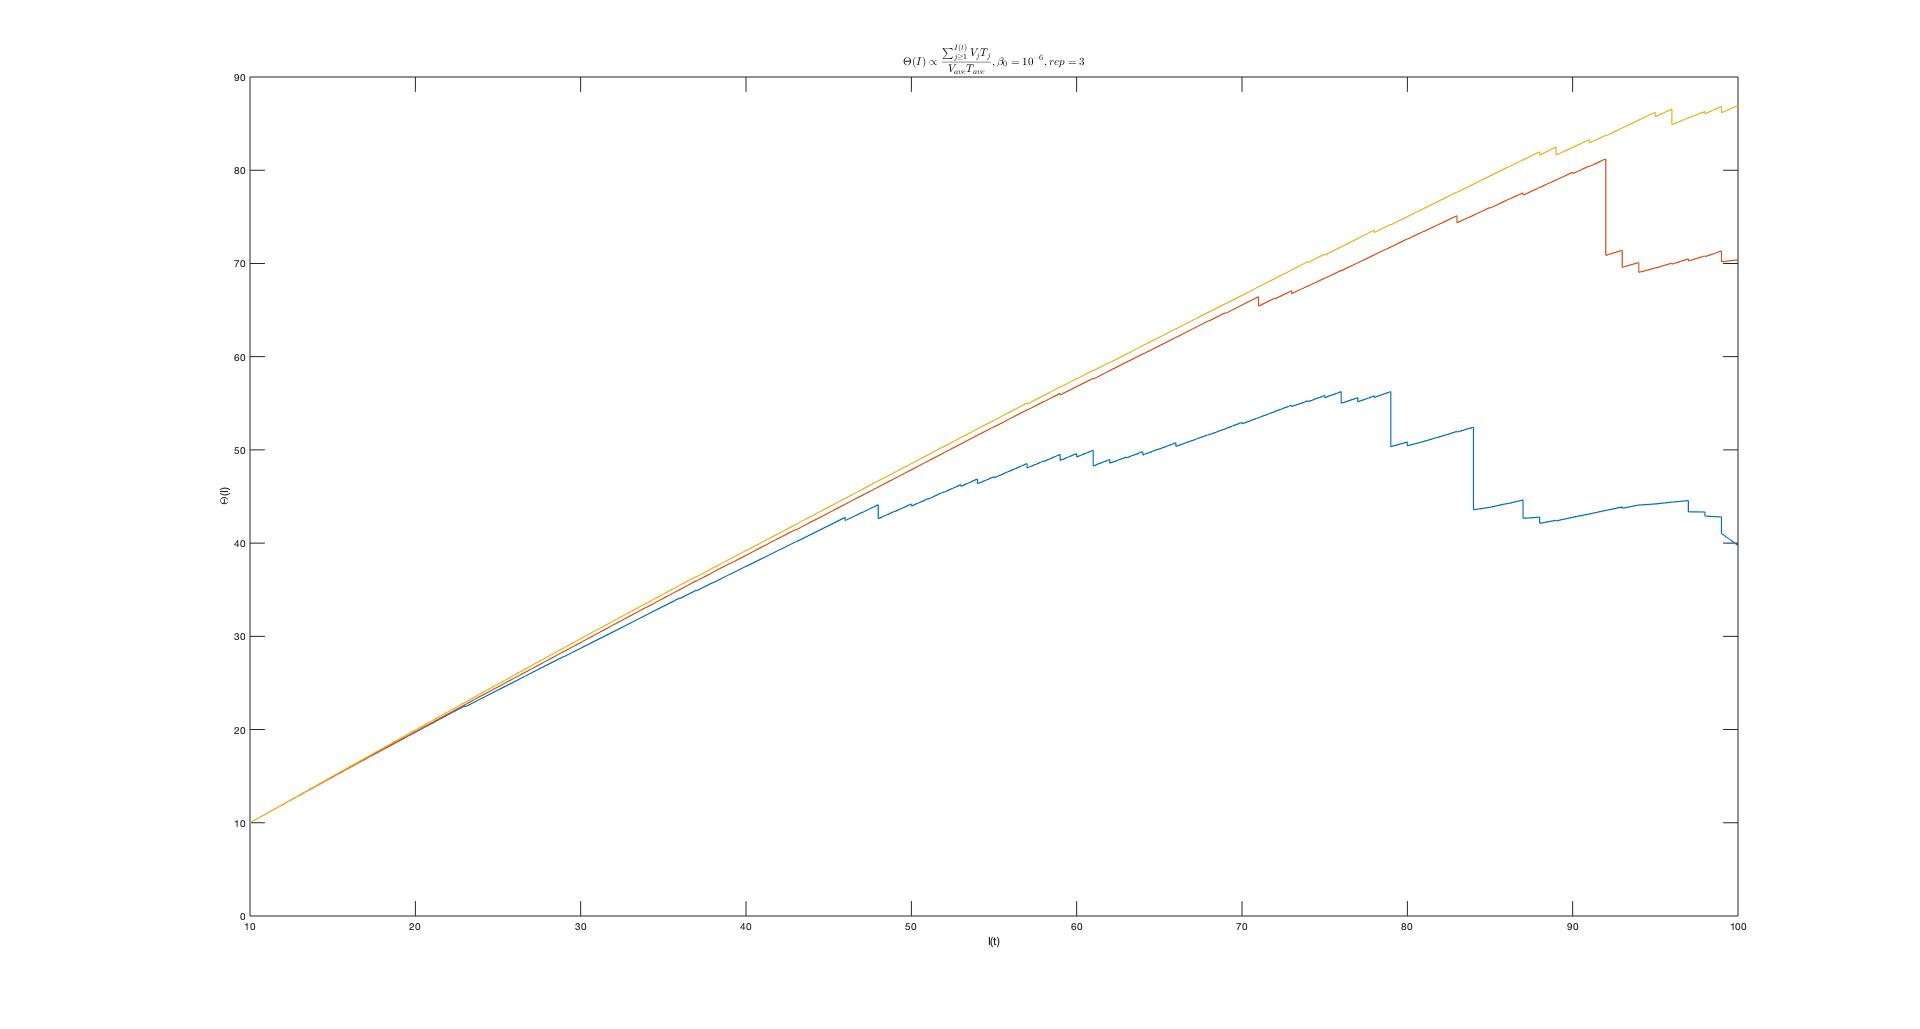 Θ(I) ∝ ∑_{j≥1}^{I(t)} V_j T_j / V_{ave}T_{ave}, β_0 = 10^{-6}, rep = 3
90
80
70
60
50
40
30
20
10
0
Θ(I)
10 20 30 40 50 60 70 80 90 100
I(t)